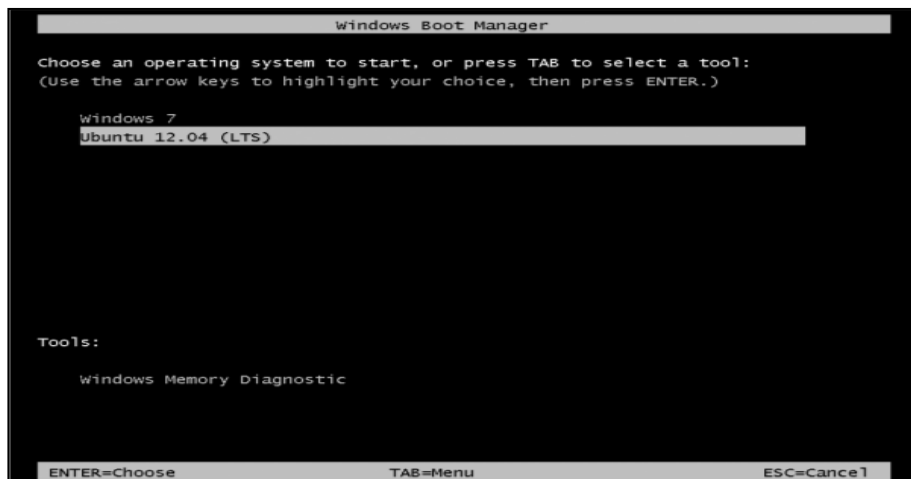 Windows Boot Manager
Choose an operating system to start, or press TAB to select a tool:
(Use the arrow keys to highlight your choice, then press ENTER.)
Windows 7
Ubuntu 12.04 (LTS)
Tools:
Windows Memory Diagnostic
ENTER=Choose TAB=Menu ESC=Cancel